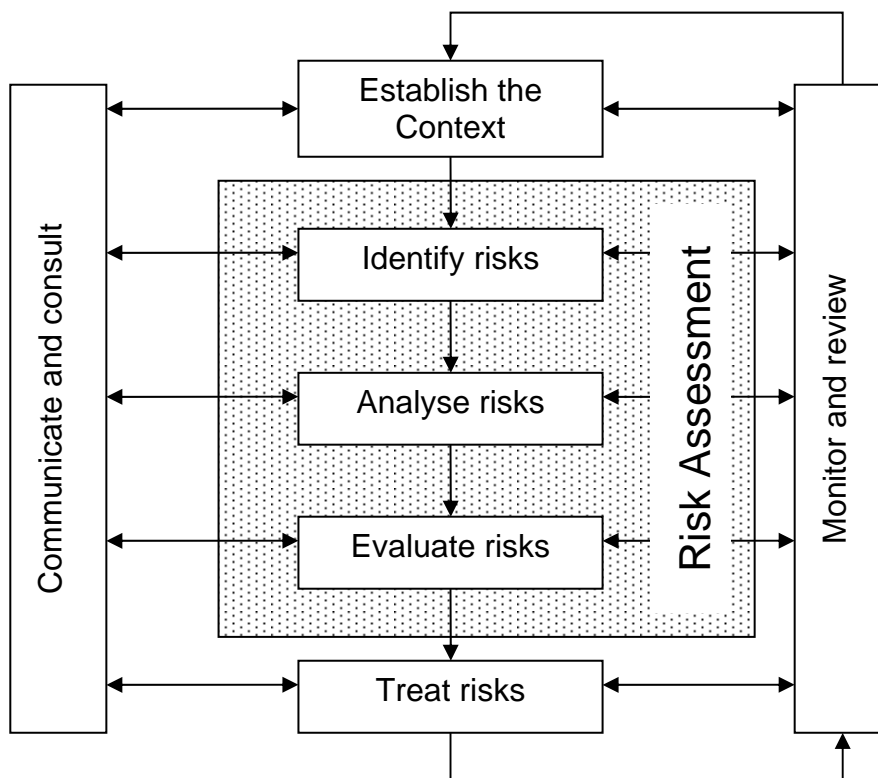 Establish the
Context
Communicate and consult
Identify risks
Analyse risks
Evaluate risks
Risk Assessment
Monitor and review
Treat risks